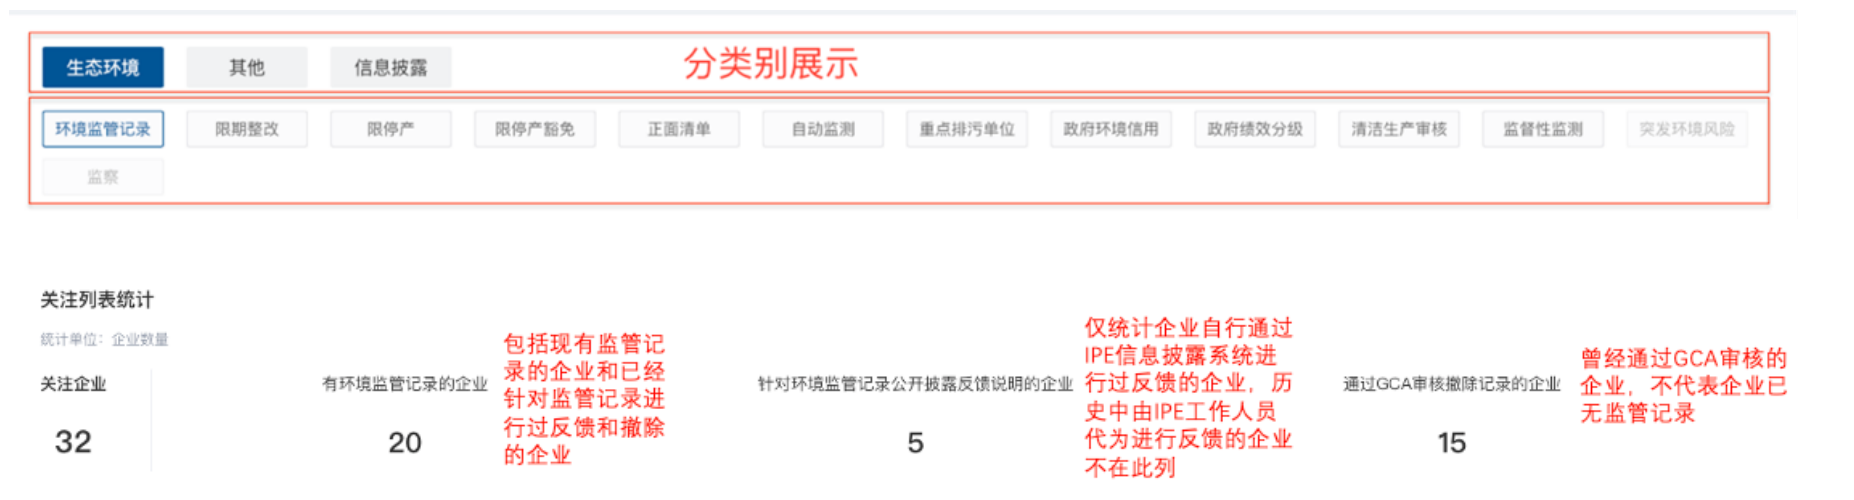 生态环境 其他 信息披露 分类别展示
环境监管记录 限期整改 限停产 限停产豁免 正面清单 自动监测 重点排污单位 政府环境信用 政府绩效分级 清洁生产审核 监督性监测 突发环境风险
监察
关注列表统计
统计单位：企业数量
关注企业
32
有环境监管记录的企业
20
包括现有监管记
录的企业和已经
针对监管记录进
行过反馈和撤除
的企业
针对环境监管记录公开披露反馈说明的企业
5
仅统计企业自行通过
IPE信息披露系统进
行过反馈的企业，历
史中由IPE工作人员
代为进行反馈的企业
不在此列
通过GCA审核撤除记录的企业
15
曾经通过GCA审核的
企业，不代表企业已
无监管记录